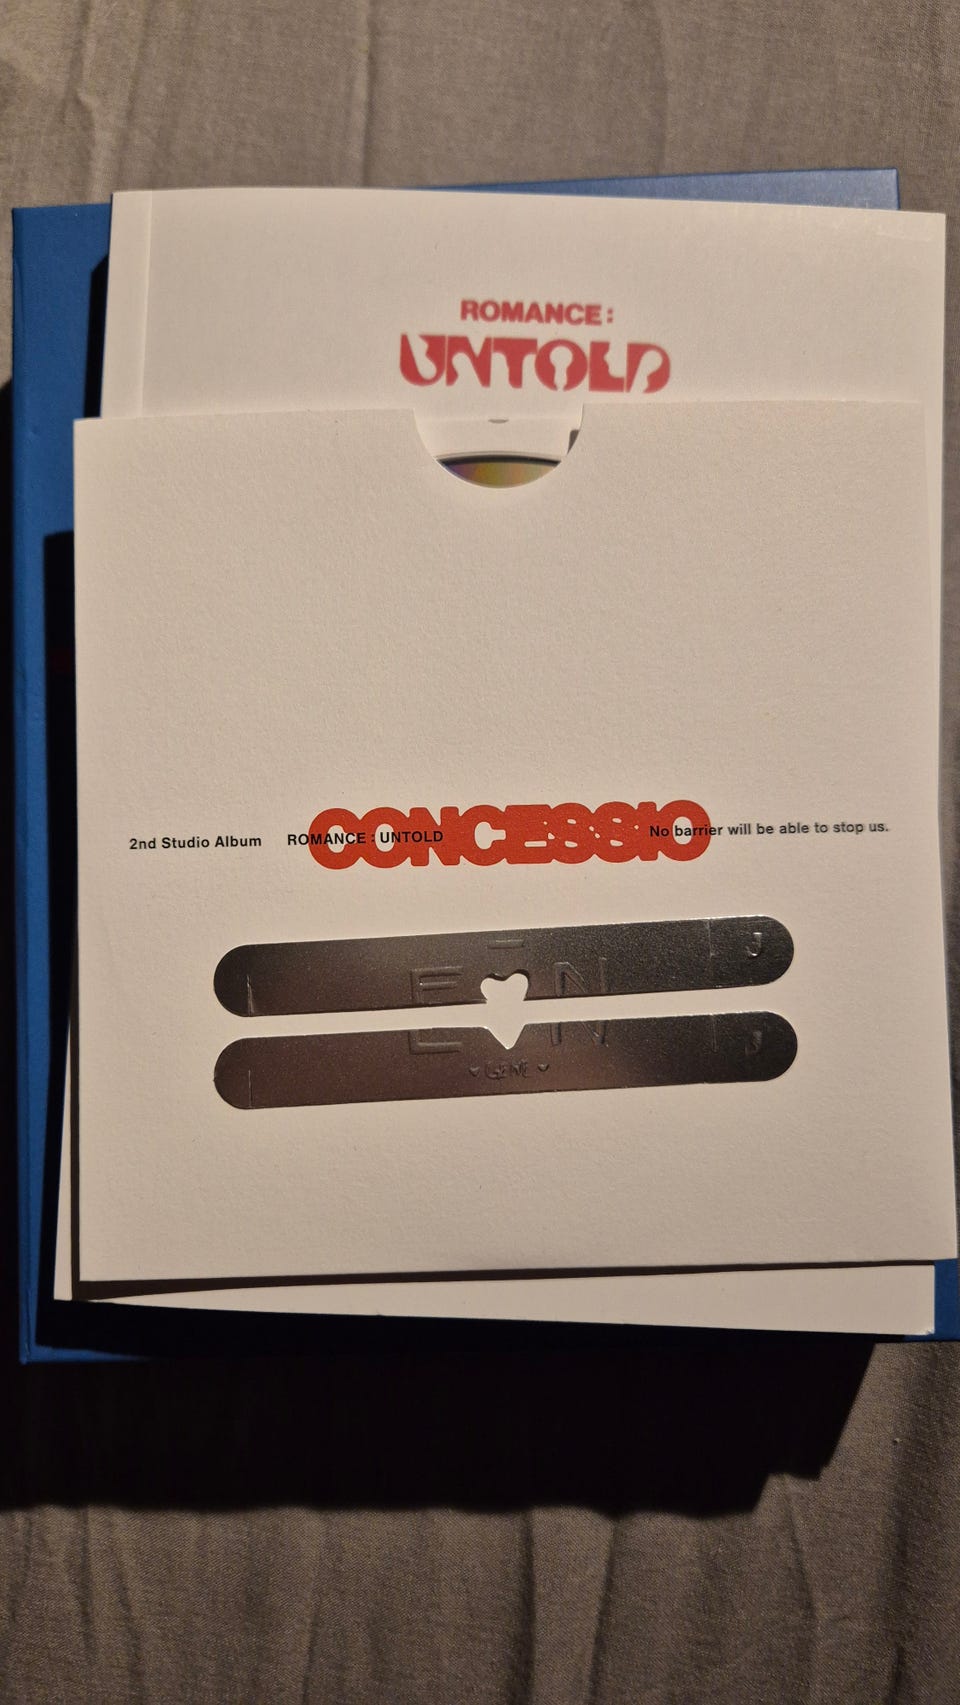 ROMANCE :
UNTOLD
2nd Studio Album ROMANCE : UNTOLD CONCESSIO No barrier will be able to stop us.
E N J